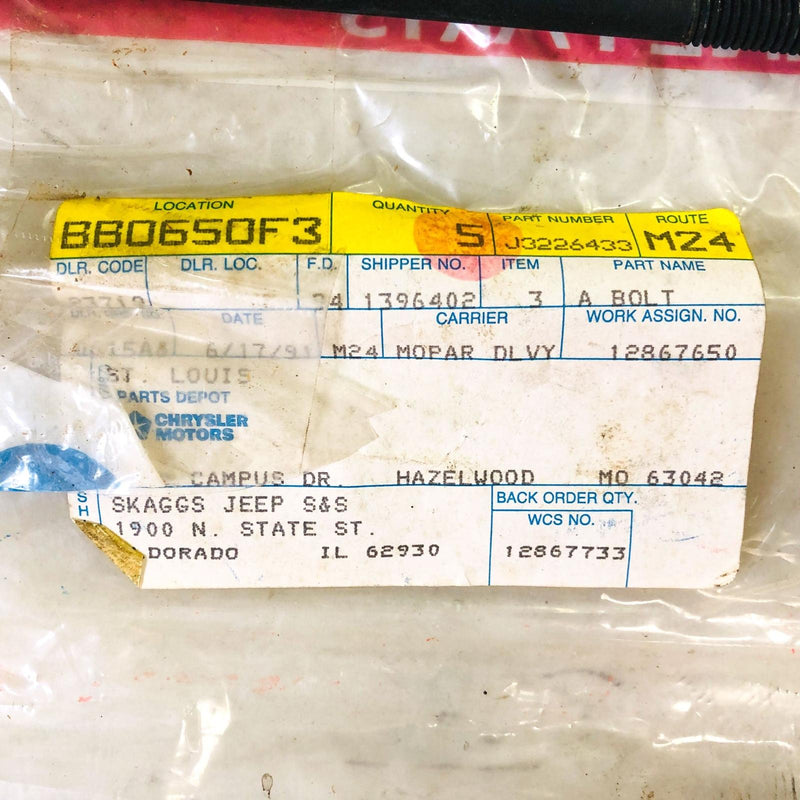 LOCATION QUANTITY PART NUMBER ROUTE
BB0650F3 5 J3226433 M24
DLR. CODE DLR. LOC. F.D. SHIPPER NO. ITEM PART NAME
23719 24 1396402 3 A BOLT
DATE CARRIER WORK ASSIGN. NO.
6/17/91 M24 MOPAR DLVY 12867650
ST. LOUIS
PARTS DEPOT
CHRYSLER
MOTORS
CAMPUS DR. HAZELWOOD MO 63042
SH SKAGGS JEEP S&S BACK ORDER QTY.
1900 N. STATE ST. WCS NO.
DORADO IL 62930 12867733